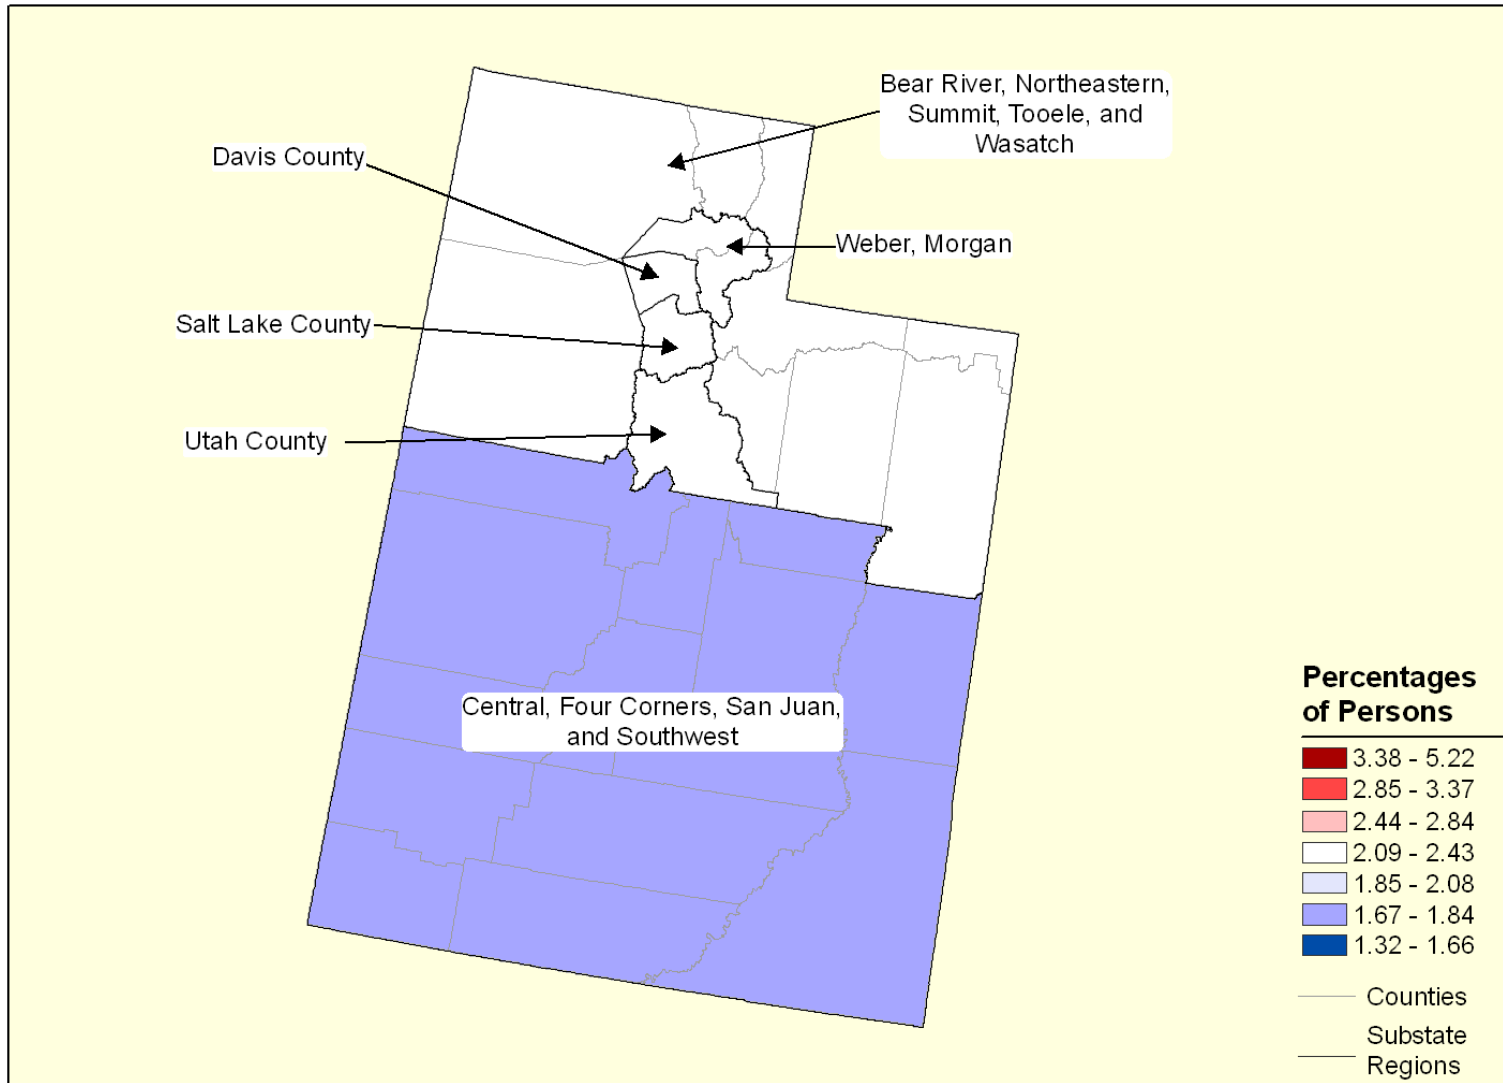 Bear River, Northeastern,
Summit, Tooele, and
Wasatch
Davis County
Weber, Morgan
Salt Lake County
Utah County
Central, Four Corners, San Juan,
and Southwest
Percentages
of Persons
3.38 - 5.22
2.85 - 3.37
2.44 - 2.84
2.09 - 2.43
1.85 - 2.08
1.67 - 1.84
1.32 - 1.66
Counties
Substate
Regions